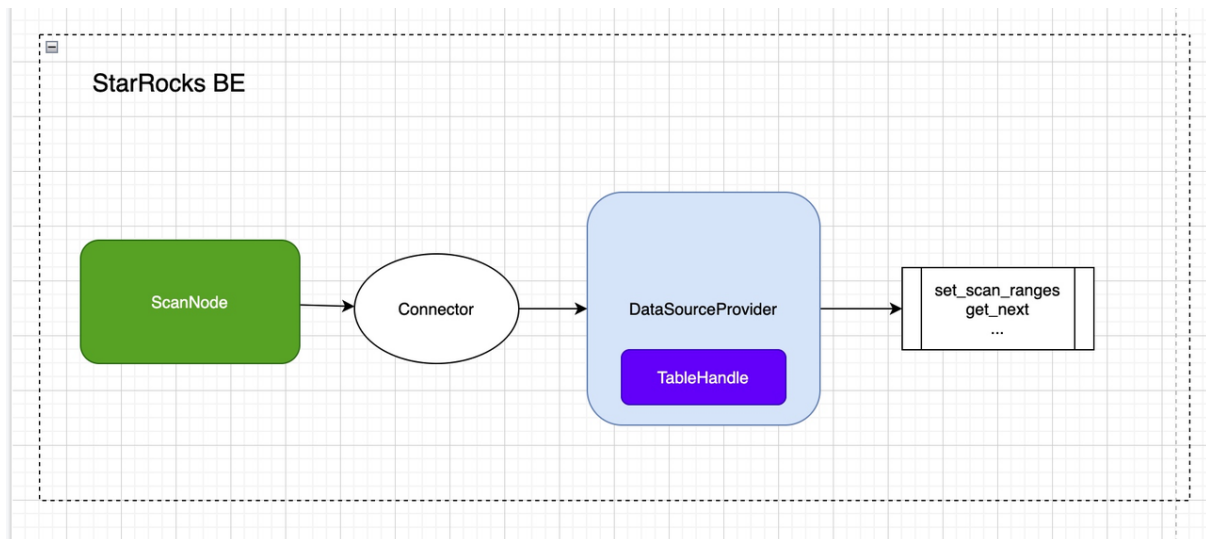 StarRocks BE
ScanNode
Connector
DataSourceProvider
TableHandle
set_scan_ranges
get_next
...